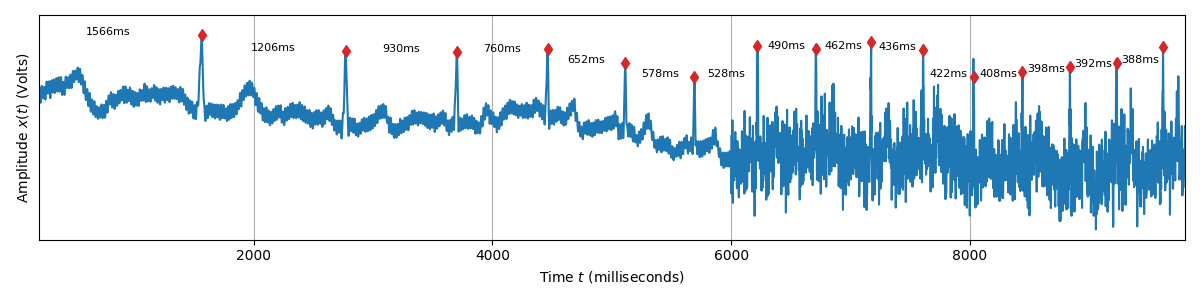 1566ms
1206ms
930ms
760ms
652ms
578ms
528ms
490ms
462ms
436ms
422ms
408ms
398ms
392ms
388ms
Amplitude x(t) (Volts)
2000
4000
6000
8000
Time t (milliseconds)